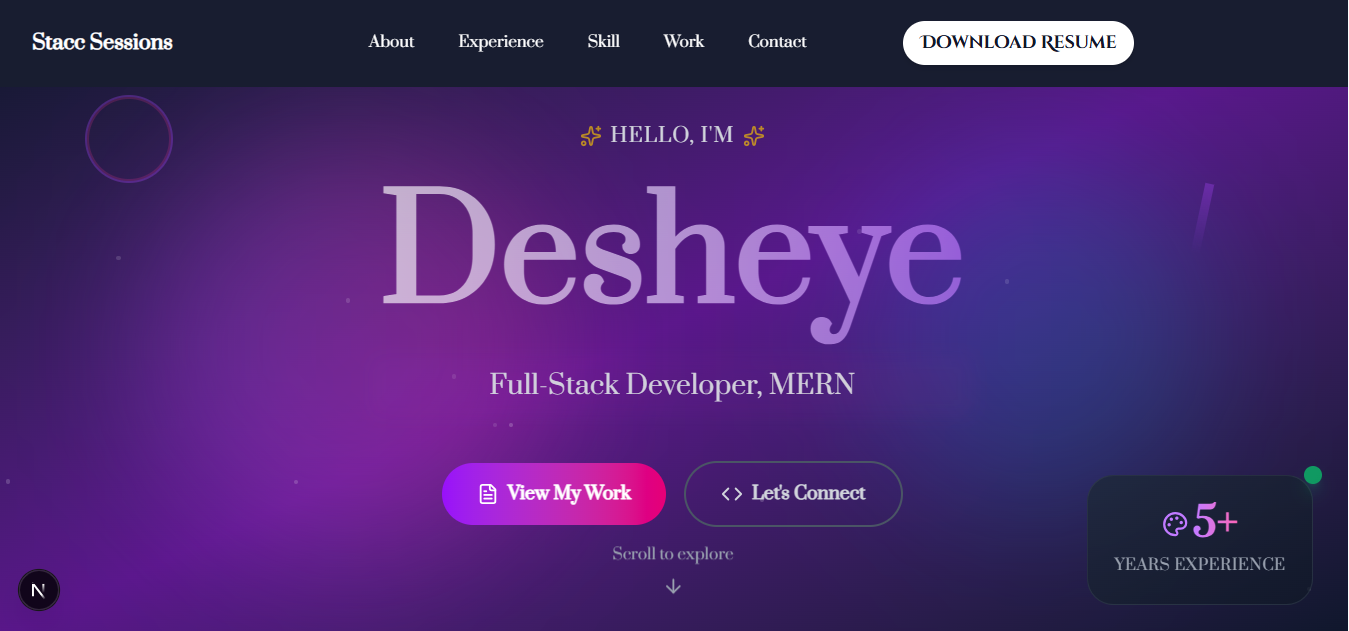 Stacc Sessions
About Experience Skill Work Contact
DOWNLOAD RESUME
HELLO, I'M
Desheye
Full-Stack Developer, MERN
View My Work
Let's Connect
Scroll to explore
5+
YEARS EXPERIENCE
N